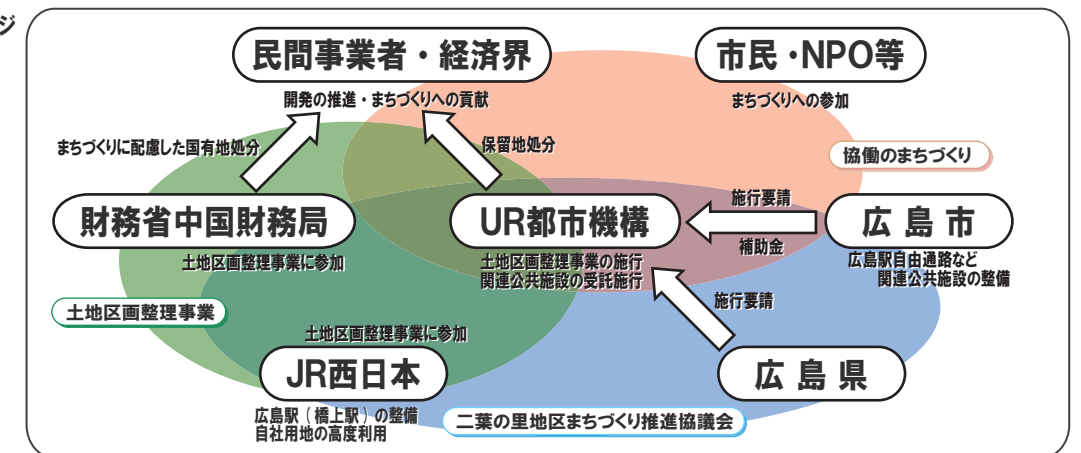 ジ
民間事業者・経済界
開発の推進・まちづくりへの貢献
市民・NPO等
まちづくりへの参加
まちづくりに配慮した国有地処分
保留地処分
協働のまちづくり
財務省中国財務局
土地区画整理事業に参加
UR都市機構
土地区画整理事業の施行
関連公共施設の受託施行
施行要請
補助金
広島市
広島駅自由通路など
関連公共施設の整備
土地区画整理事業
施行要請
土地区画整理事業に参加
JR西日本
広島駅(橋上駅)の整備
自社用地の高度利用
広島県
二葉の里地区まちづくり推進協議会